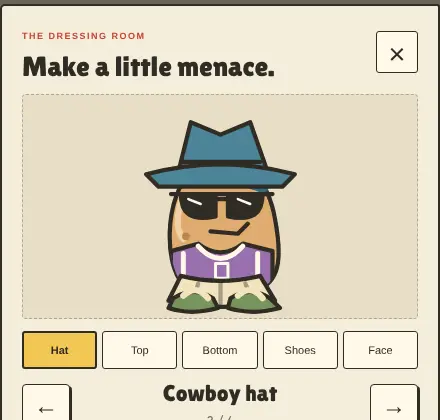 THE DRESSING ROOM
Make a little menace.
×
Hat
Top
Bottom
Shoes
Face
←
Cowboy hat
→